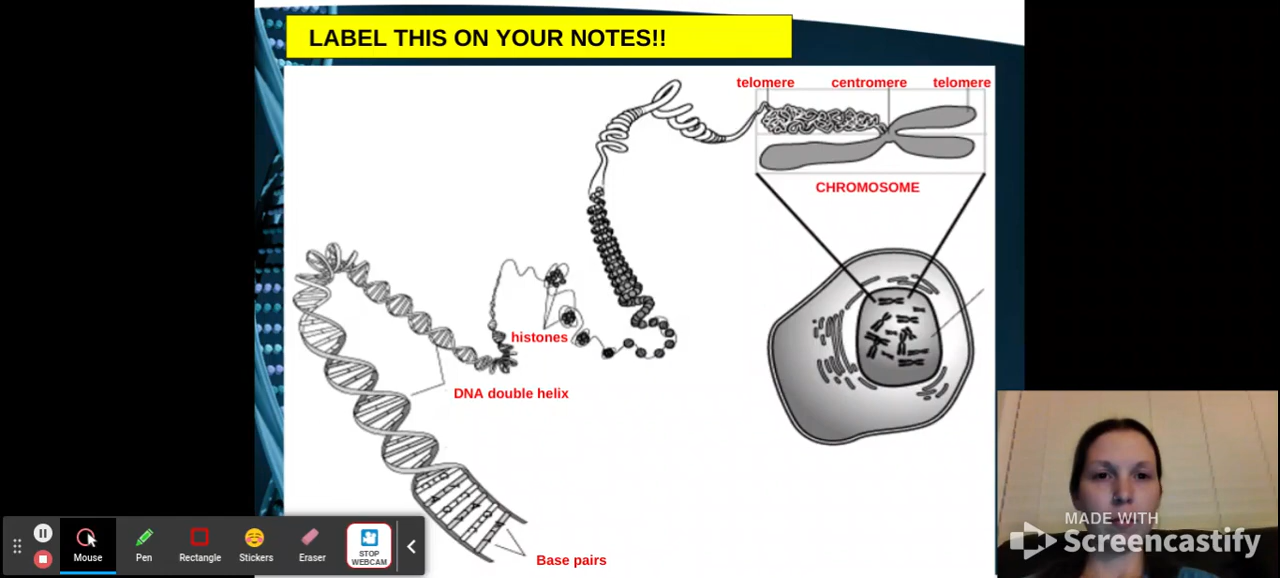 LABEL THIS ON YOUR NOTES!!
telomere centromere telomere
CHROMOSOME
histones
DNA double helix
Base pairs
Mouse Pen Rectangle Stickers Eraser STOP
WEBCAM
MADE WITH
Screencastify